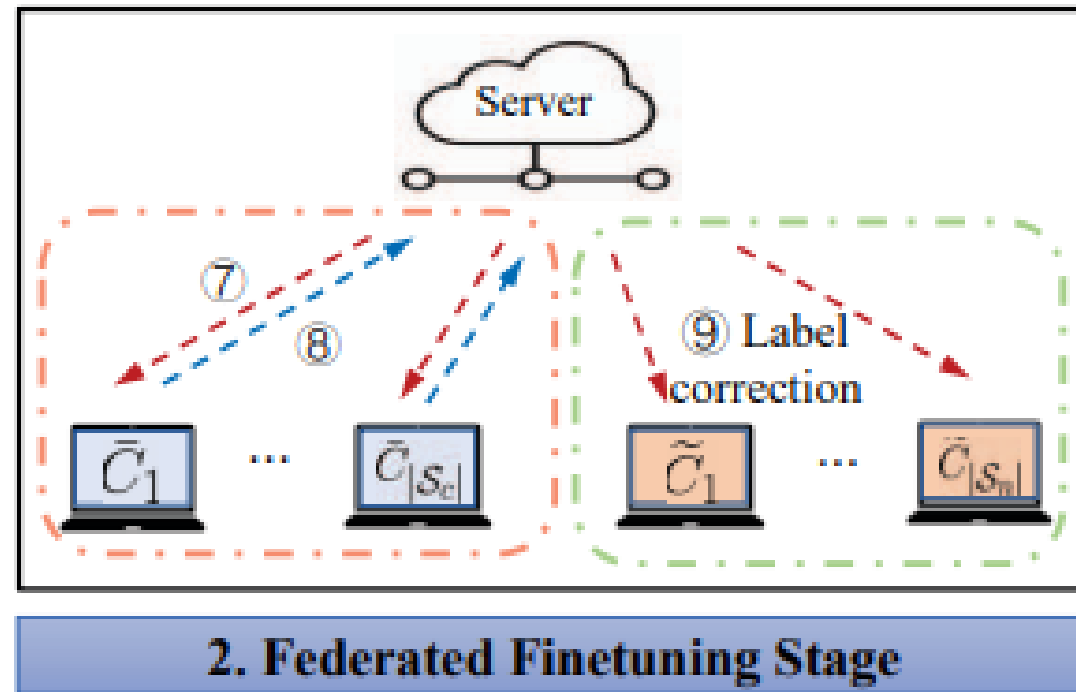 Server
⑦
⑧
⑨ Label
correction
C̄₁ ... C̄|Sc| C̃₁ ... C̃|Sn|
2. Federated Finetuning Stage